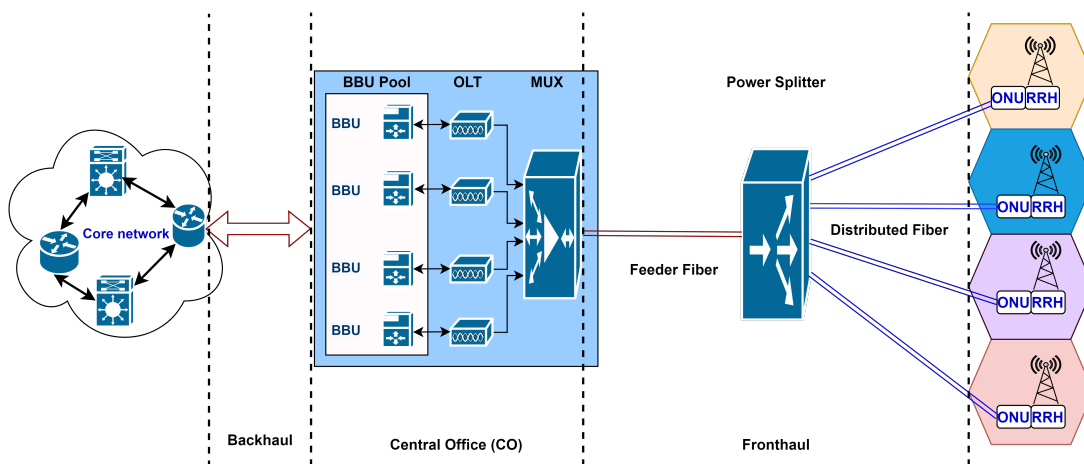 BBU Pool
OLT
MUX
Power Splitter
BBU
BBU
BBU
BBU
Core network
Feeder Fiber
Distributed Fiber
ONU RRH
ONU RRH
ONU RRH
ONU RRH
Backhaul
Central Office (CO)
Fronthaul